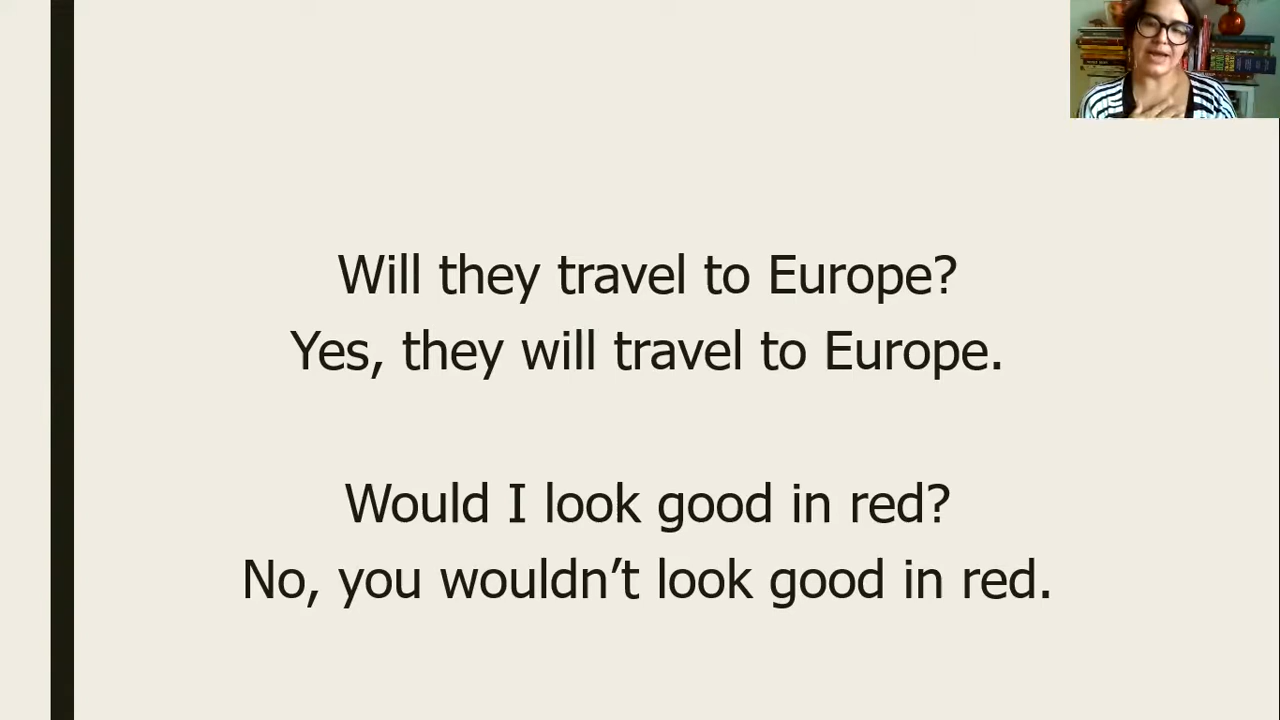 Will they travel to Europe?
Yes, they will travel to Europe.
Would I look good in red?
No, you wouldn’t look good in red.